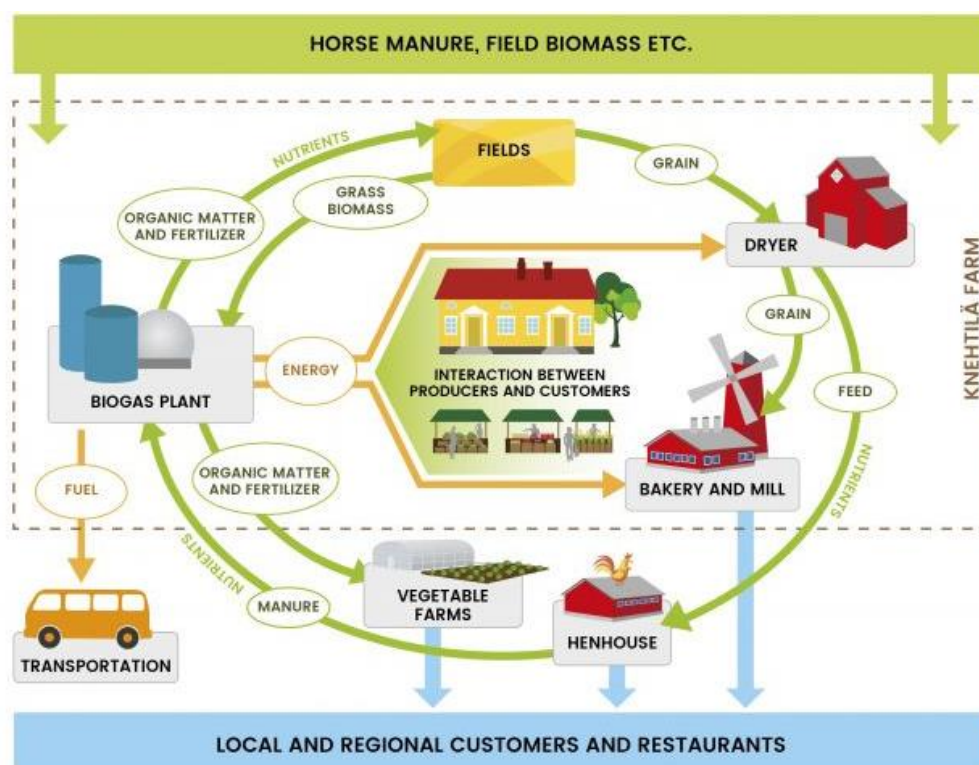 HORSE MANURE, FIELD BIOMASS ETC.
NUTRIENTS
FIELDS
GRAIN
GRASS
BIOMASS
ORGANIC MATTER
AND FERTILIZER
DRYER
KNEHTILÄ FARM
GRAIN
ENERGY
INTERACTION BETWEEN
PRODUCERS AND CUSTOMERS
BIOGAS PLANT
FEED
ORGANIC MATTER
AND FERTILIZER
FUEL
BAKERY AND MILL
NUTRIENTS
NUTRIENTS
MANURE
VEGETABLE
FARMS
HENHOUSE
TRANSPORTATION
LOCAL AND REGIONAL CUSTOMERS AND RESTAURANTS